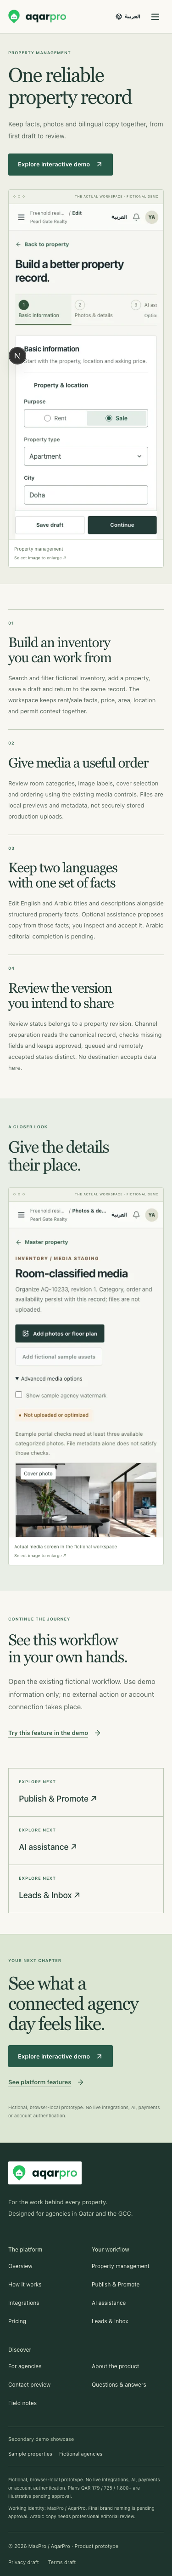 aqarpro
العربية
PROPERTY MANAGEMENT
One reliable
property record
Keep facts, photos and bilingual copy together, from
first draft to review.
Explore interactive demo ↗
THE ACTUAL WORKSPACE · FICTIONAL DEMO
Freehold resi... / Edit
Pearl Gate Realty
العربية
YA
← Back to property
Build a better property
record.
1
Basic information
2
Photos & details
3
AI as
Optio
N
Basic information
Start with the property, location and asking price.
Property & location
Purpose
Rent
Sale
Property type
Apartment
City
Doha
Save draft
Continue
Property management
Select image to enlarge ↗
01
Build an inventory
you can work from
Search and filter fictional inventory, add a property,
save a draft and return to the same record. The
workspace keeps rent/sale facts, price, area, location
and permit context together.
02
Give media a useful order
Review room categories, image labels, cover selection
and ordering using the existing media controls. Files are
local previews and metadata, not securely stored
production uploads.
03
Keep two languages
with one set of facts
Edit English and Arabic titles and descriptions alongside
structured property facts. Optional assistance proposes
copy from those facts; you inspect and accept it. Arabic
editorial completion is pending.
04
Review the version
you intend to share
Review status belongs to a property revision. Channel
preparation reads the current record, checks missing
fields and keeps approved, queued and remotely
accepted states distinct. No destination accepts data
here.
A CLOSER LOOK
Give the details
their place.
THE ACTUAL WORKSPACE · FICTIONAL DEMO
Freehold resi... / Photos & de...
Pearl Gate Realty
العربية
YA
← Master property
INVENTORY / MEDIA STAGING
Room-classified media
Organize AQ-10233, revision 1. Category, order and
availability persist with this record; files are not
uploaded.
Add photos or floor plan
Add fictional sample assets
▾ Advanced media options
Show sample agency watermark
Not uploaded or optimized
Example portal checks need at least three available
categorized photos. File metadata alone does not satisfy
those checks.
Cover photo
Actual media screen in the fictional workspace
Select image to enlarge ↗
CONTINUE THE JOURNEY
See this workflow
in your own hands.
Open the existing fictional workflow. Use demo
information only; no external action or account
connection takes place.
Try this feature in the demo →
EXPLORE NEXT
Publish & Promote ↗
EXPLORE NEXT
AI assistance ↗
EXPLORE NEXT
Leads & Inbox ↗
YOUR NEXT CHAPTER
See what a
connected agency
day feels like.
Explore interactive demo ↗
See platform features →
Fictional, browser-local prototype. No live integrations, AI, payments
or account authentication.
aqarpro
For the work behind every property.
Designed for agencies in Qatar and the GCC.
The platform
Your workflow
Overview
Property management
How it works
Publish & Promote
Integrations
AI assistance
Pricing
Leads & Inbox
Discover
For agencies
About the product
Contact preview
Questions & answers
Field notes
Secondary demo showcase
Sample properties
Fictional agencies
Fictional, browser-local prototype. No live integrations, AI, payments
or account authentication. Plans QAR 179 / 725 / 1,800+ are
illustrative pending approval.
Working identity: MaxPro / AqarPro. Final brand naming is pending
approval. Arabic copy needs professional editorial review.
© 2026 MaxPro / AqarPro · Product prototype
Privacy draft
Terms draft